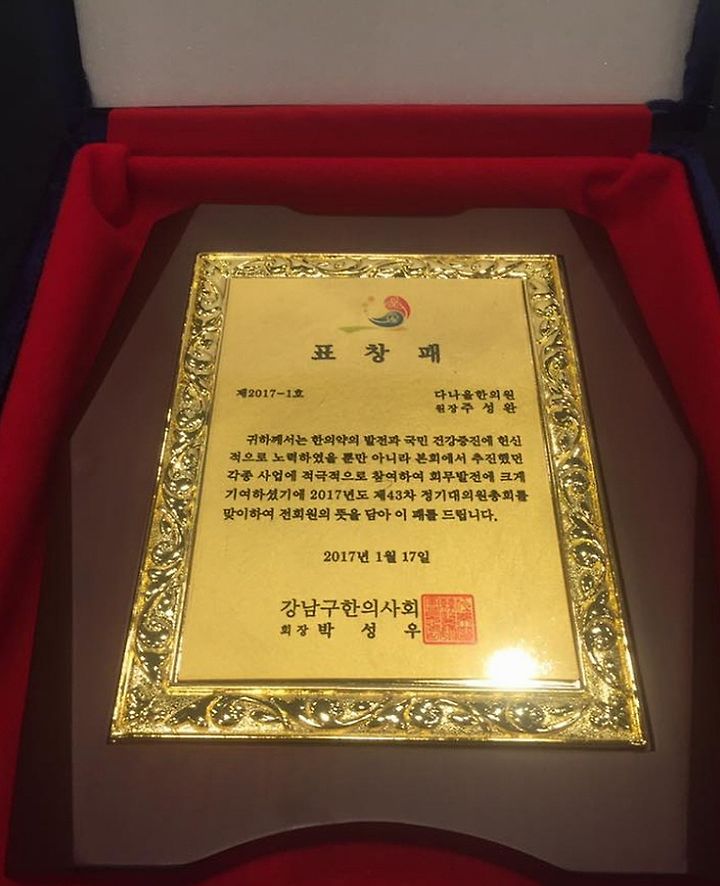 표 창 패
제2017-1호
다나을한의원
원장 주 성 완
귀하께서는 한의약의 발전과 국민 건강증진에 헌신
적으로 노력하였을 뿐만 아니라 본회에서 추진했던
각종 사업에 적극적으로 참여하여 회무발전에 크게
기여하셨기에 2017년도 제43차 정기대의원총회를
맞이하여 전회원의 뜻을 담아 이 패를 드립니다.
2017년 1월 17일
강남구한의사회
회장 박 성 우